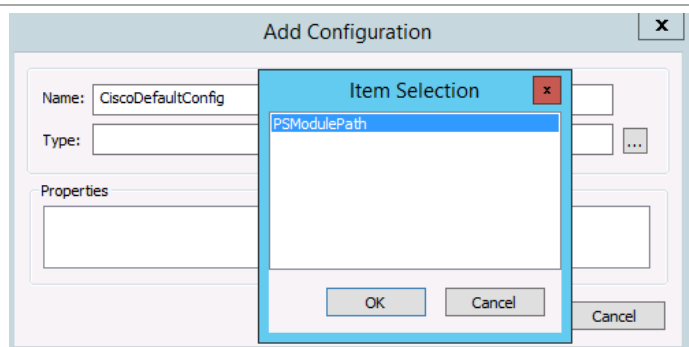 Add Configuration
x
Name: CiscoDefaultConfig
Type:
...
Properties
Item Selection
x
PSModulePath
OK
Cancel
Cancel